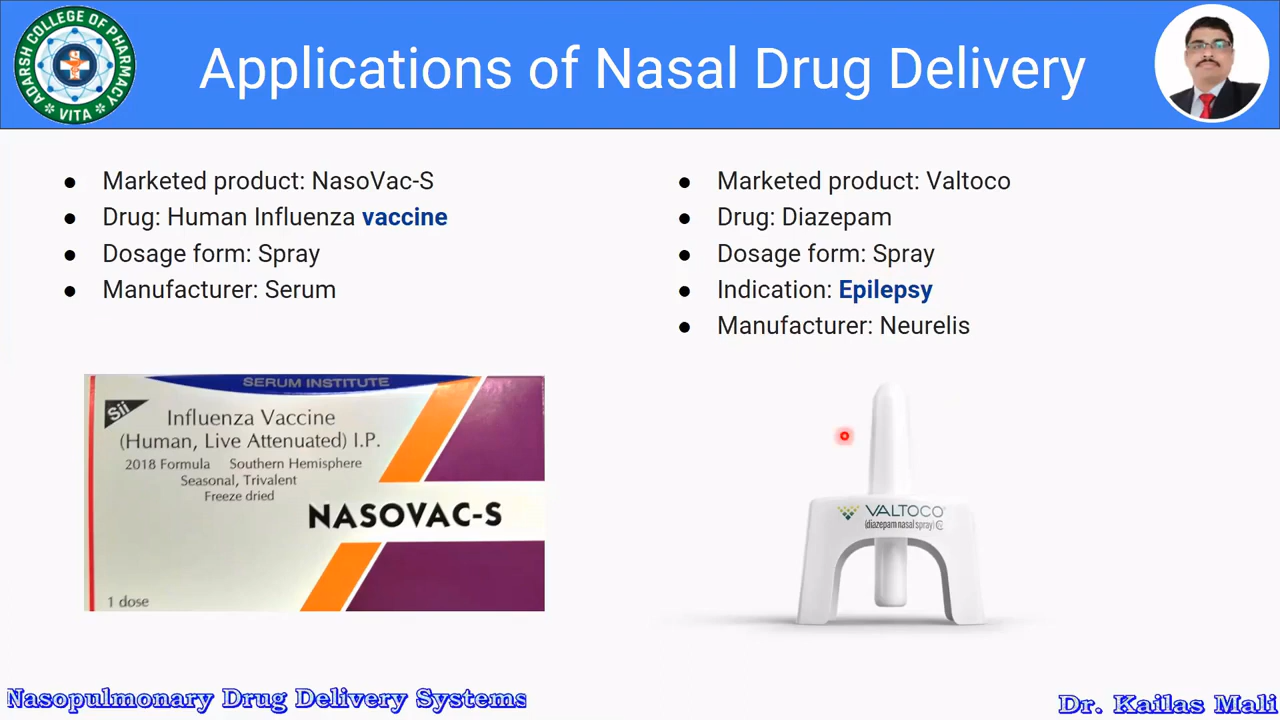 ADARSH COLLEGE OF PHARMACY
VITA
Applications of Nasal Drug Delivery
● Marketed product: NasoVac-S
● Drug: Human Influenza vaccine
● Dosage form: Spray
● Manufacturer: Serum
● Marketed product: Valtoco
● Drug: Diazepam
● Dosage form: Spray
● Indication: Epilepsy
● Manufacturer: Neurelis
SERUM INSTITUTE
Sii
Influenza Vaccine
(Human, Live Attenuated) I.P.
2018 Formula Southern Hemisphere
Seasonal, Trivalent
Freeze dried
NASOVAC-S
1 dose
VALTOCO®
(diazepam nasal spray)
Nasopulmonary Drug Delivery Systems
Dr. Kailas Mali